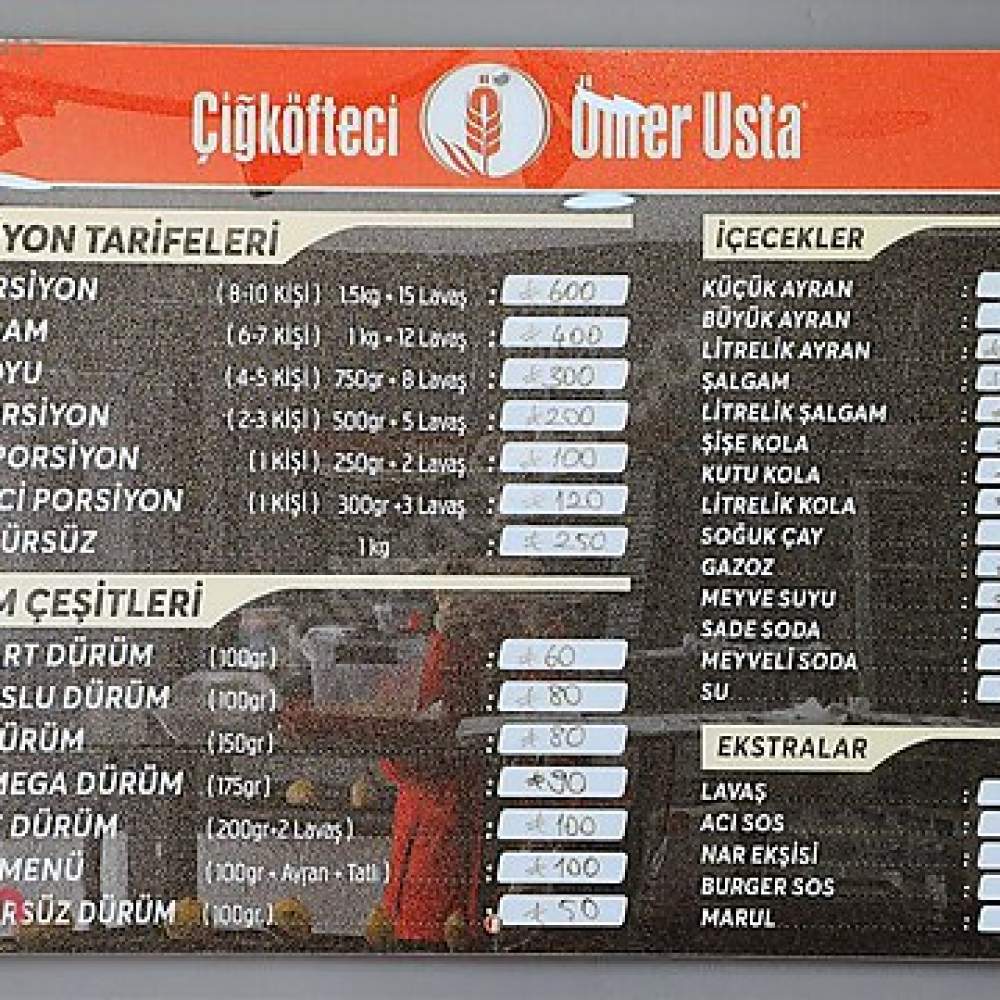 Çiğköfteci Ömer Usta
YON TARİFELERİ
RSİYON (8-10 KİŞİ) 1.5kg + 15 Lavaş : ₺ 600
AM (6-7 KİŞİ) 1 kg + 12 Lavaş : ₺ 400
OYU (4-5 KİŞİ) 750gr + 8 Lavaş : ₺ 300
RSİYON (2-3 KİŞİ) 500gr + 5 Lavaş : ₺ 200
PORSİYON (1 KİŞİ) 250gr + 2 Lavaş : ₺ 100
Cİ PORSİYON (1 KİŞİ) 300gr +3 Lavaş : ₺ 120
ÜRSÜZ 1 kg : ₺ 250
M ÇEŞİTLERİ
RT DÜRÜM (100gr) : ₺ 60
SLU DÜRÜM (100gr) : ₺ 80
ÜRÜM (150gr) : ₺ 80
MEGA DÜRÜM (175gr) : ₺ 90
DÜRÜM (200gr+2 Lavaş) : ₺ 100
MENÜ (100gr + Ayran + Tatlı) : ₺ 100
RSÜZ DÜRÜM (100gr) : ₺ 50
İÇECEKLER
KÜÇÜK AYRAN :
BÜYÜK AYRAN :
LİTRELİK AYRAN :
ŞALGAM :
LİTRELİK ŞALGAM :
ŞİŞE KOLA :
KUTU KOLA :
LİTRELİK KOLA :
SOĞUK ÇAY :
GAZOZ :
MEYVE SUYU :
SADE SODA :
MEYVELİ SODA :
SU :
EKSTRALAR
LAVAŞ :
ACI SOS :
NAR EKŞİSİ :
BURGER SOS :
MARUL :